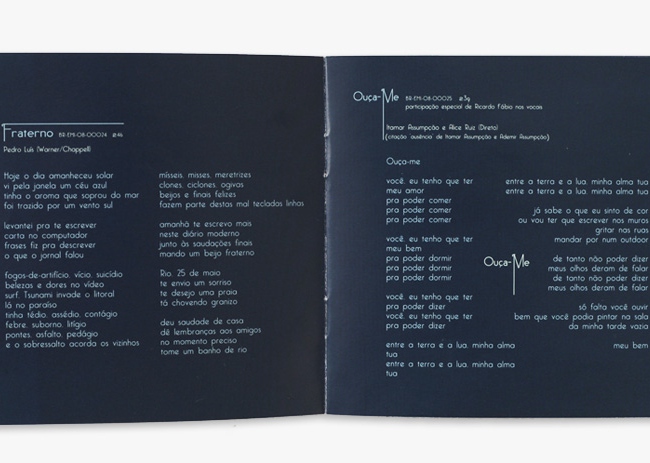 Fraterno BR-EMI-08-00024
Pedro Luís (Warner/Chappell)
Hoje o dia amanheceu solar
vi pela janela um céu azul
tinha o aroma que soprou do mar
foi trazido por um vento sul
levantei pra te escrever
carta no computador
frases fiz pra descrever
o que o jornal falou
fogos-de-artifício, vício, suicídio
belezas e dores no vídeo
surf, Tsunami invade o litoral
lá no paraíso
tinha tédio, assédio, contágio
febre, suborno, litígio
pontes, asfalto, pedágio
e o sobressalto acorda os vizinhos
mísseis, misses, meretrizes
clones, ciclones, ogivas
beijos e finais felizes
fazem parte destas mal tecladas linhas
amanhã te escrevo mais
neste diário moderno
junto às saudações finais
mando um beijo fraterno
Rio, 25 de maio
te envio um sorriso
te desejo uma praia
tá chovendo granizo
deu saudade de casa
dê lembranças aos amigos
no momento preciso
tome um banho de rio
Ouça-Me BR-EMI-08-00025
participação especial de Ricardo Fábio nas vocais
Itamar Assumpção e Alice Ruiz (Direto)
(citação 'ausência' de Itamar Assumpção e Ademir Assumpção)
Ouça-me
você, eu tenho que ter
meu amor
pra poder comer
pra poder comer
pra poder comer
você, eu tenho que ter
meu bem
pra poder dormir
pra poder dormir
pra poder dormir
você, eu tenho que ter
pra poder dizer
você, eu tenho que ter
pra poder dizer
entre a terra e a lua, minha alma
tua
entre a terra e a lua, minha alma
tua
entre a terra e a lua, minha alma tua
entre a terra e a lua, minha alma tua
já sabe o que eu sinto de cor
ou vou ter que escrever nos muros
gritar nas ruas
mandar por num outdoor
Ouça-Me
de tanto não poder dizer
meus olhos deram de falar
de tanto não poder dizer
meus olhos deram de falar
só falta você ouvir
bem que você podia pintar na sala
da minha tarde vazia
meu bem